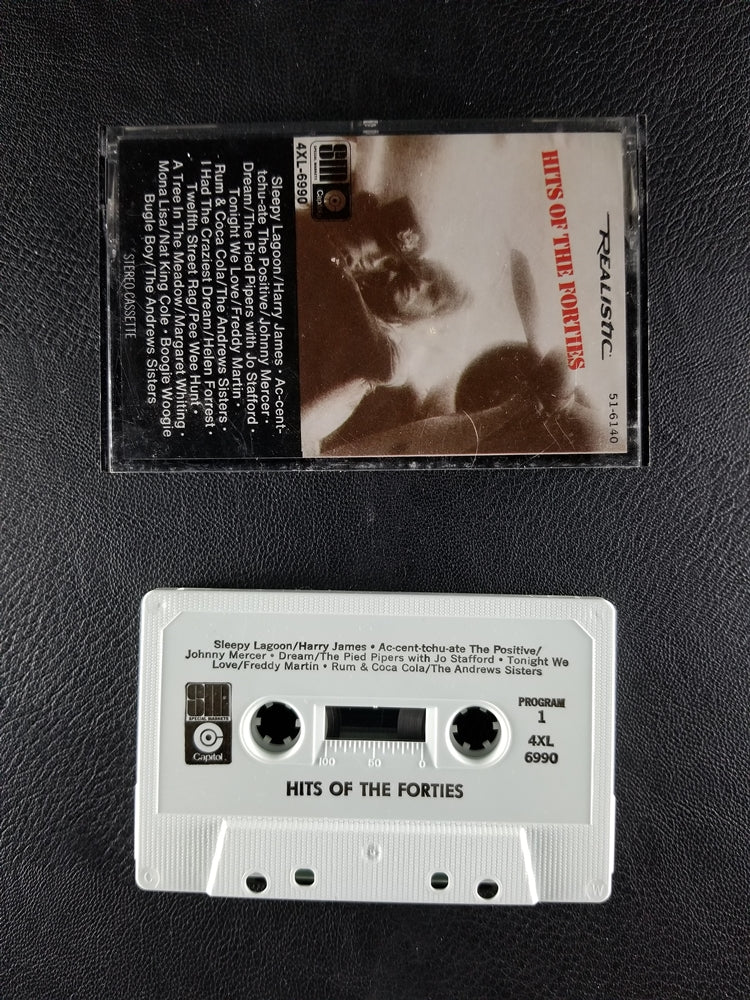 REALISTIC
51-6140
HITS OF THE FORTIES
SM
SPECIAL MARKETS
Capitol
4XL-6990
Sleepy Lagoon/Harry James • Ac-cent-
tchu-ate The Positive/Johnny Mercer •
Dream/The Pied Pipers with Jo Stafford •
Tonight We Love/Freddy Martin •
Rum & Coca Cola/The Andrews Sisters •
I Had The Craziest Dream/Helen Forrest •
Twelfth Street Rag/Pee Wee Hunt •
A Tree In The Meadow/Margaret Whiting •
Mona Lisa/Nat King Cole • Boogie Woogie
Bugle Boy/The Andrews Sisters
STEREO CASSETTE
Sleepy Lagoon/Harry James • Ac-cent-tchu-ate The Positive/
Johnny Mercer • Dream/The Pied Pipers with Jo Stafford • Tonight We
Love/Freddy Martin • Rum & Coca Cola/The Andrews Sisters
SM
SPECIAL MARKETS
Capitol
PROGRAM
1
4XL
6990
100 50 0
HITS OF THE FORTIES
C
W